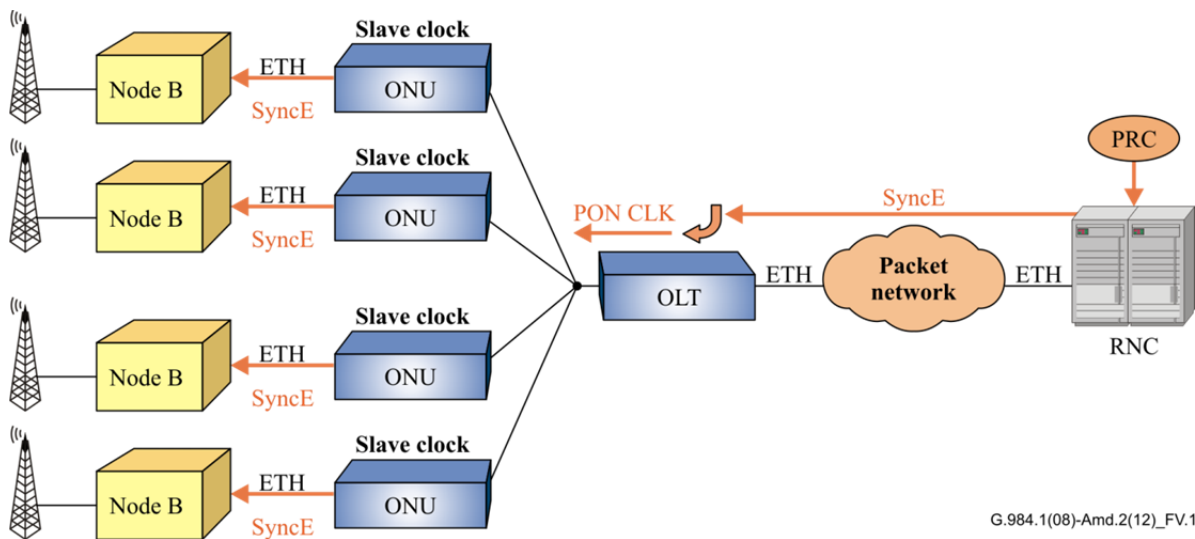 Slave clock
ETH
Node B
ONU
SyncE
Slave clock
ETH
Node B
ONU
SyncE
PRC
PON CLK
SyncE
OLT
ETH
Packet
network
ETH
RNC
Slave clock
ETH
Node B
ONU
SyncE
Slave clock
ETH
Node B
ONU
SyncE
G.984.1(08)-Amd.2(12)_FV.1